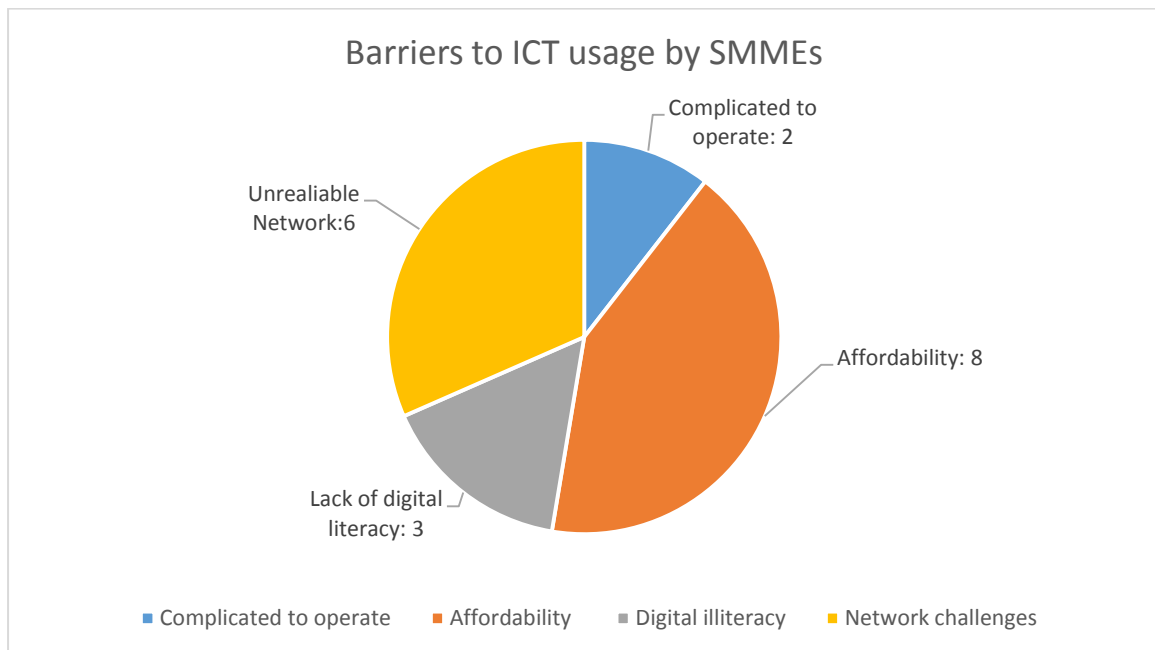 Barriers to ICT usage by SMMEs
Complicated to
operate: 2
Unrealiable
Network:6
Affordability: 8
Lack of digital
literacy: 3
Complicated to operate
Affordability
Digital illiteracy
Network challenges